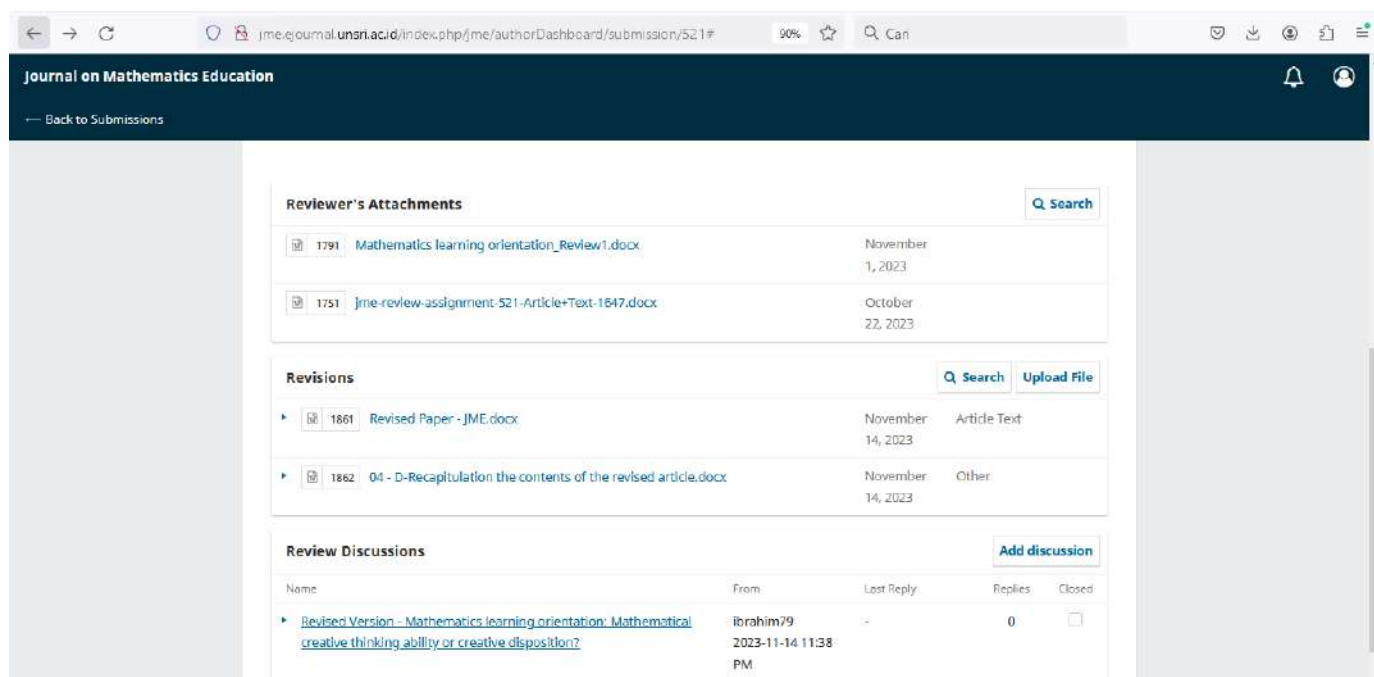 jme.ejournal.unsri.ac.id/index.php/jme/authorDashboard/submission/521# 90% Cari
Journal on Mathematics Education
← Back to Submissions
Reviewer's Attachments Search
1791 Mathematics learning orientation_Review1.docx November
1, 2023
1751 jme-review-assignment-521-Article+Text-1647.docx October
22, 2023
Revisions Search Upload File
1861 Revised Paper - JME.docx November Article Text
14, 2023
1862 04 - D-Recapitulation the contents of the revised article.docx November Other
14, 2023
Review Discussions Add discussion
Name From Last Reply Replies Closed
Revised Version - Mathematics learning orientation: Mathematical ibrahim79 - 0
creative thinking ability or creative disposition? 2023-11-14 11:38
PM